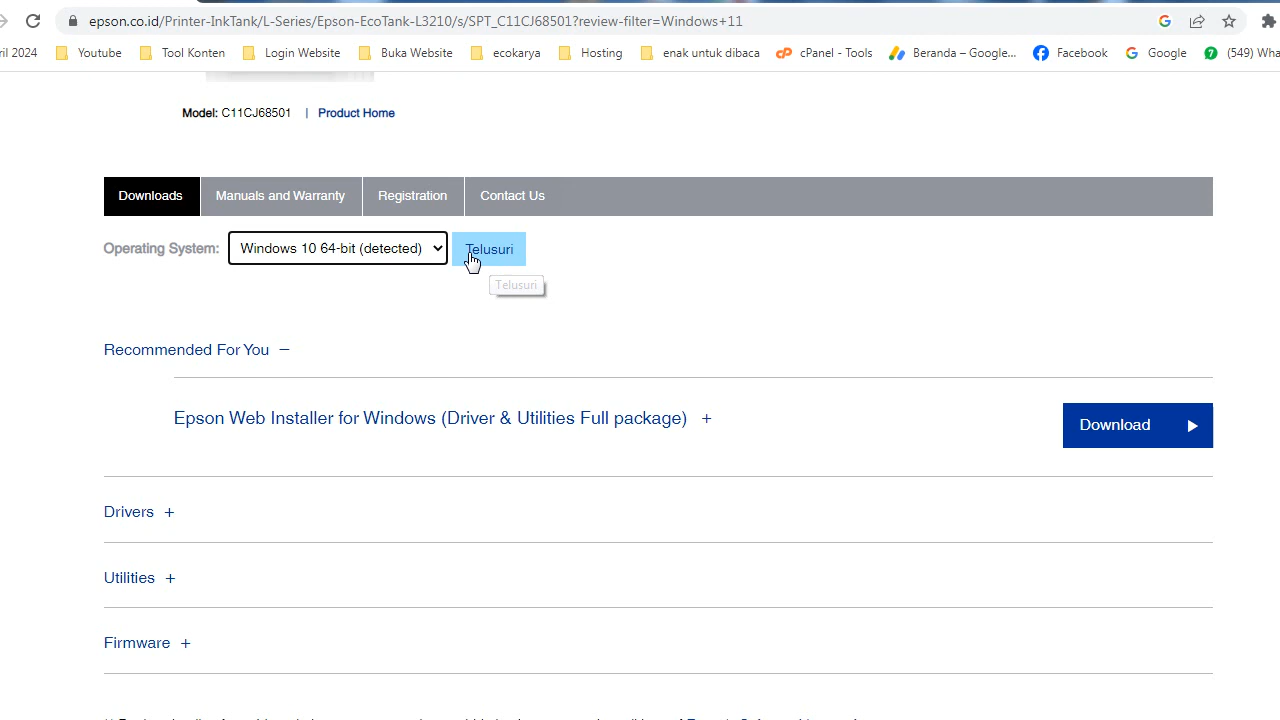 epson.co.id/Printer-InkTank/L-Series/Epson-EcoTank-L3210/s/SPT_C11CJ68501?review-filter=Windows+11
ril 2024 Youtube Tool Konten Login Website Buka Website ecokarya Hosting enak untuk dibaca cPanel - Tools Beranda – Google... Facebook Google (549) Wha
Model: C11CJ68501 | Product Home
Downloads Manuals and Warranty Registration Contact Us
Operating System: Windows 10 64-bit (detected) Telusuri
Telusuri
Recommended For You −
Epson Web Installer for Windows (Driver & Utilities Full package) +
Download
Drivers +
Utilities +
Firmware +